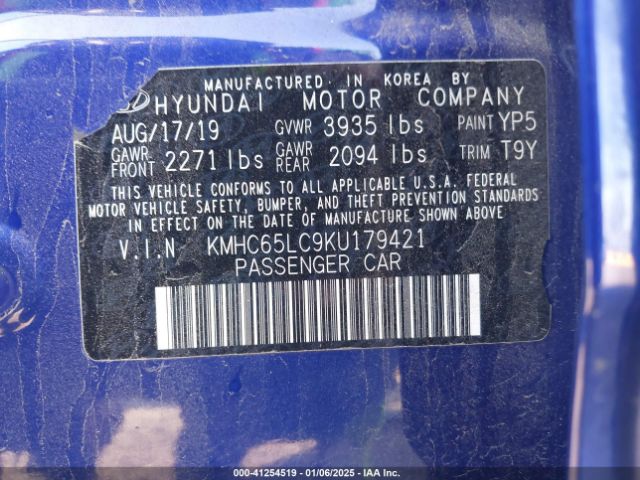 MANUFACTURED IN KOREA BY
HYUNDAI MOTOR COMPANY
AUG/17/19 GVWR 3935 lbs PAINT YP5
GAWR FRONT 2271 lbs GAWR REAR 2094 lbs TRIM T9Y
THIS VEHICLE CONFORMS TO ALL APPLICABLE U.S.A. FEDERAL
MOTOR VEHICLE SAFETY, BUMPER, AND THEFT PREVENTION STANDARDS
IN EFFECT ON THE DATE OF MANUFACTURE SHOWN ABOVE.
V.I.N KMHC65LC9KU179421
PASSENGER CAR
000-41254519 - 01/06/2025 - IAA Inc.